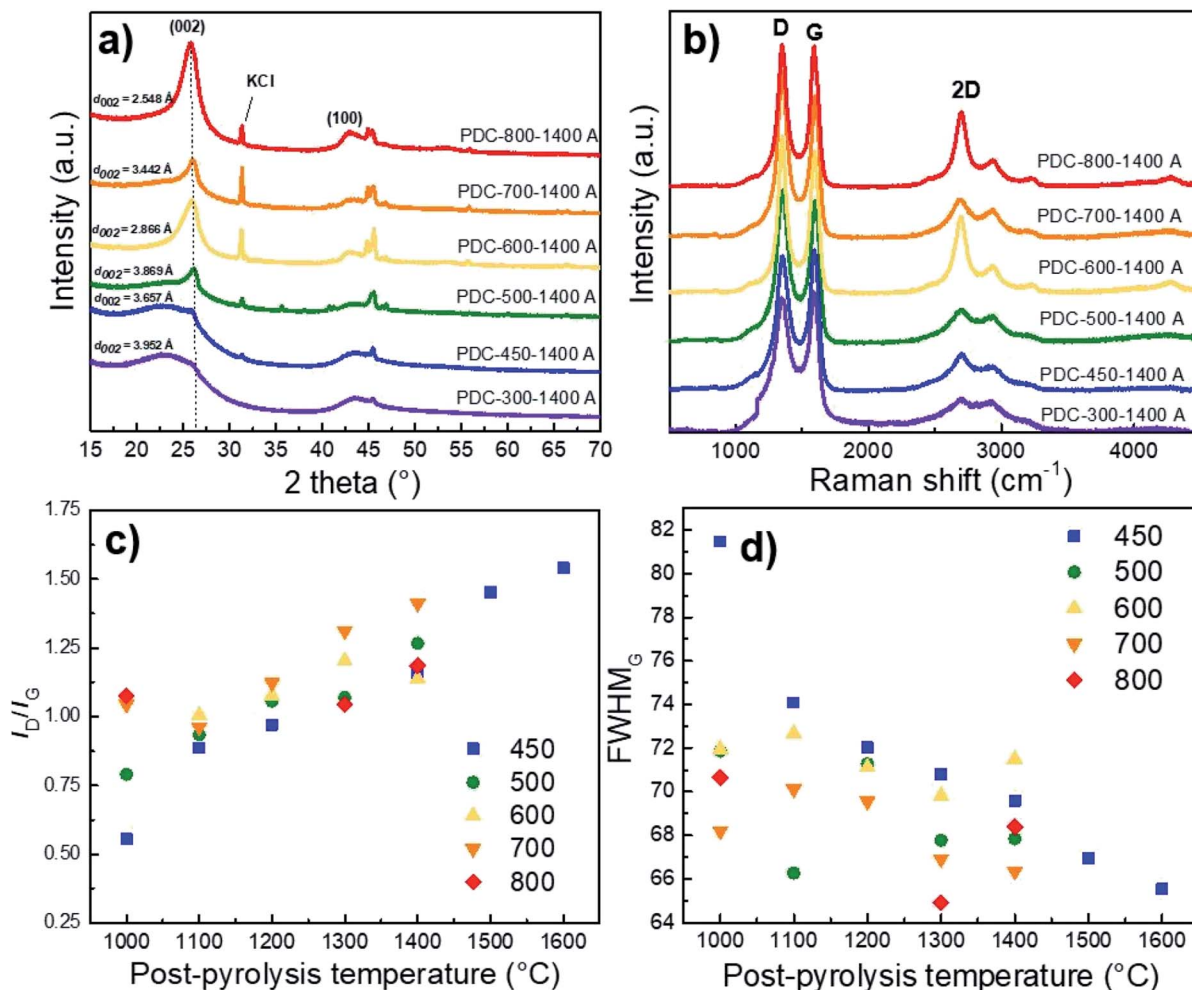 a)
(002)
KCl
(100)
d002 = 2.548 Å
PDC-800-1400 A
d002 = 3.442 Å
PDC-700-1400 A
d002 = 2.866 Å
PDC-600-1400 A
d002 = 3.869 Å
PDC-500-1400 A
d002 = 3.657 Å
PDC-450-1400 A
d002 = 3.952 Å
PDC-300-1400 A
Intensity (a.u.)
15 20 25 30 35 40 45 50 55 60 65 70
2 theta (°)
b)
D G
2D
PDC-800-1400 A
PDC-700-1400 A
PDC-600-1400 A
PDC-500-1400 A
PDC-450-1400 A
PDC-300-1400 A
Intensity (a.u.)
1000 2000 3000 4000
Raman shift (cm-1)
c)
1.75
1.50
1.25
1.00
0.75
0.50
0.25
ID/IG
450
500
600
700
800
1000 1100 1200 1300 1400 1500 1600
Post-pyrolysis temperature (°C)
d)
82
80
78
76
74
72
70
68
66
64
FWHMG
450
500
600
700
800
1000 1100 1200 1300 1400 1500 1600
Post-pyrolysis temperature (°C)